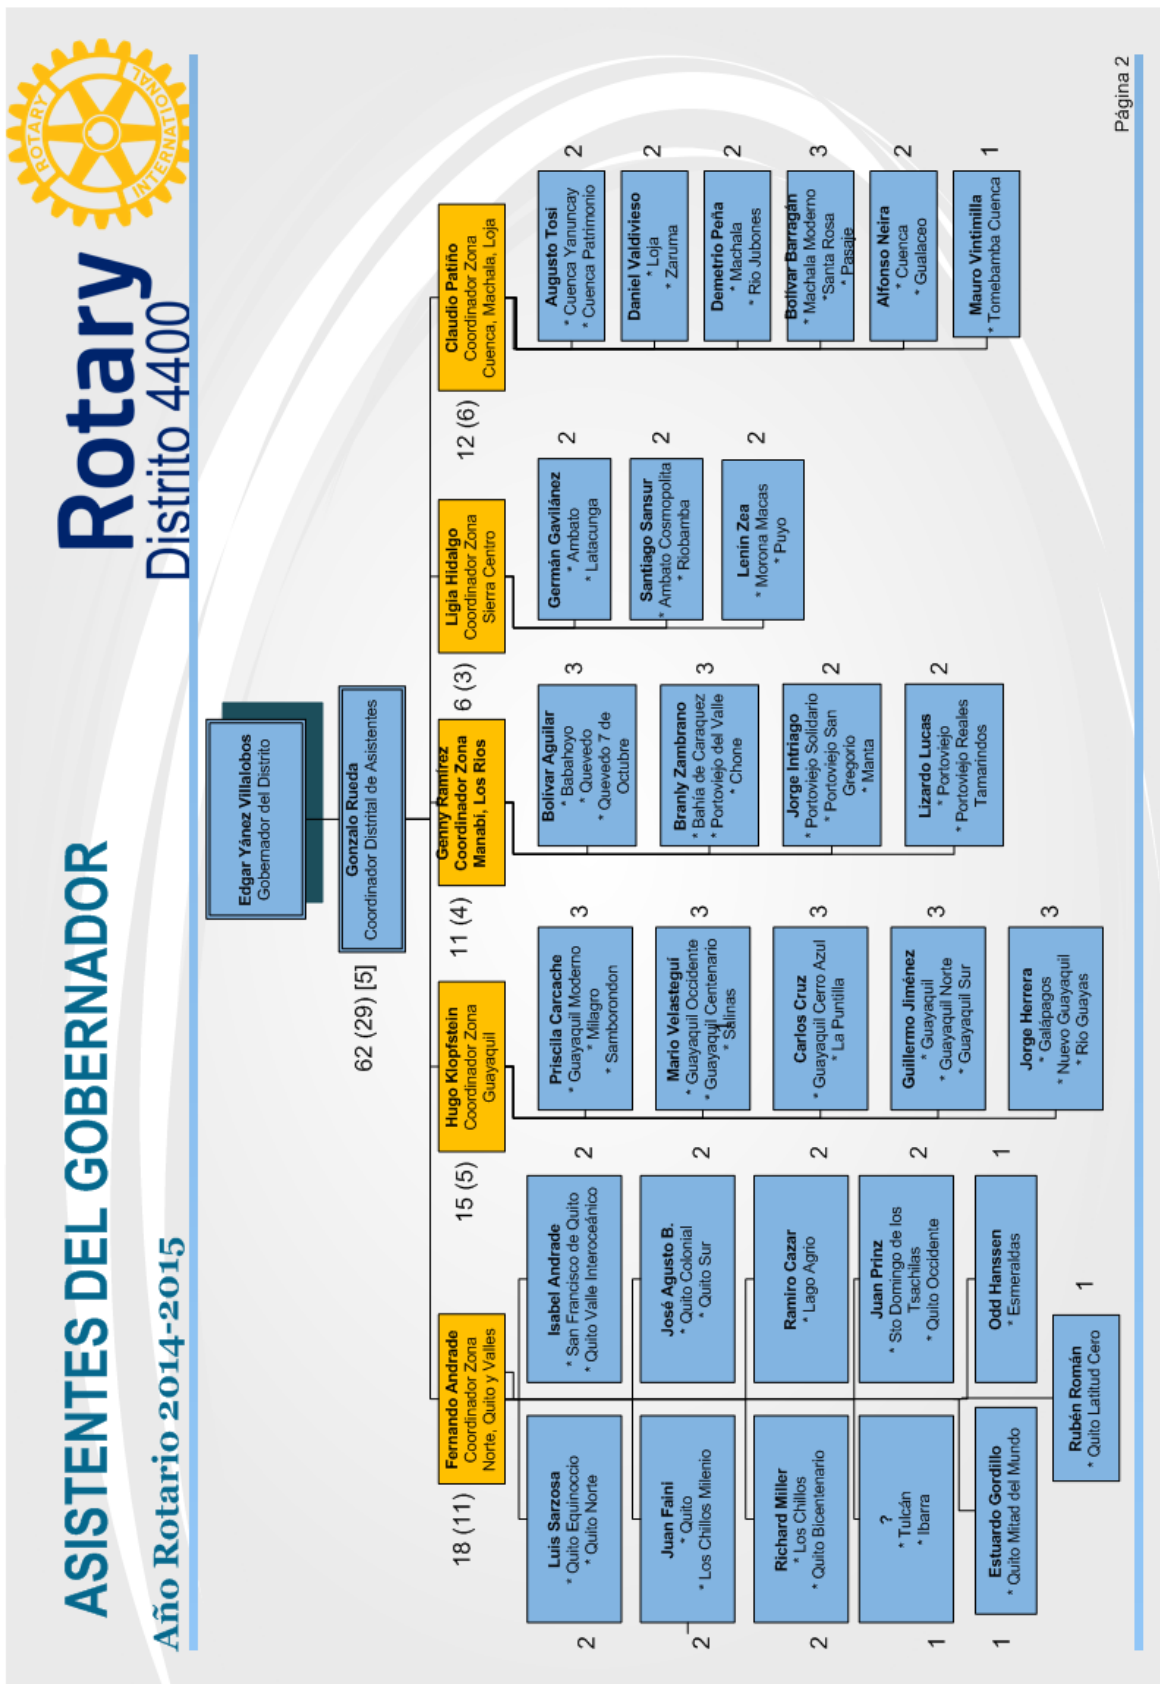 ASISTENTES DEL GOBERNADOR
Año Rotario 2014-2015
Rotary
Distrito 4400
ROTARY
INTERNATIONAL
Edgar Yánez Villalobos
Gobernador del Distrito
Gonzalo Rueda
Coordinador Distrital de Asistentes
62 (29) [5]
Fernando Andrade
Coordinador Zona
Norte, Quito y Valles
18 (11)
Luis Sarzosa
* Quito Equinoccio
* Quito Norte
2
Isabel Andrade
* San Francisco de Quito
* Quito Valle Interoceánico
2
Juan Faini
* Quito
* Los Chillos Milenio
2
José Agusto B.
* Quito Colonial
* Quito Sur
2
Richard Miller
* Los Chillos
* Quito Bicentenario
2
Ramiro Cazar
* Lago Agrio
2
?
* Tulcán
* Ibarra
1
Juan Prinz
* Sto Domingo de los
Tsachilas
* Quito Occidente
2
Estuardo Gordillo
* Quito Mitad del Mundo
1
Odd Hanssen
* Esmeraldas
1
Rubén Román
* Quito Latitud Cero
1
Hugo Klopfstein
Coordinador Zona
Guayaquil
15 (5)
Priscila Carcache
* Guayaquil Moderno
* Milagro
* Samborondon
3
Mario Velasteguí
* Guayaquil Occidente
* Guayaquil Centenario
* Salinas
3
Carlos Cruz
* Guayaquil Cerro Azul
* La Puntilla
3
Guillermo Jiménez
* Guayaquil
* Guayaquil Norte
* Guayaquil Sur
3
Jorge Herrera
* Galápagos
* Nuevo Guayaquil
* Rio Guayas
3
Genny Ramírez
Coordinador Zona
Manabí, Los Rios
11 (4)
Bolívar Aguilar
* Babahoyo
* Quevedo
* Quevedo 7 de
Octubre
3
Branly Zambrano
* Bahía de Caraquez
* Portoviejo del Valle
* Chone
3
Jorge Intriago
* Portoviejo Solidario
* Portoviejo San
Gregorio
* Manta
2
Lizardo Lucas
* Portoviejo
* Portoviejo Reales
Tamarindos
2
Ligia Hidalgo
Coordinador Zona
Sierra Centro
6 (3)
Germán Gavilánez
* Ambato
* Latacunga
2
Santiago Sansur
* Ambato Cosmopolita
* Riobamba
2
Lenin Zea
* Morona Macas
* Puyo
2
Claudio Patiño
Coordinador Zona
Cuenca, Machala, Loja
12 (6)
Augusto Tosi
* Cuenca Yanuncay
* Cuenca Patrimonio
2
Daniel Valdivieso
* Loja
* Zaruma
2
Demetrio Peña
* Machala
* Rio Jubones
2
Bolívar Barragán
* Machala Moderno
*Santa Rosa
* Pasaje
3
Alfonso Neira
* Cuenca
* Gualaceo
2
Mauro Vintimilla
* Tomebamba Cuenca
1
Página 2